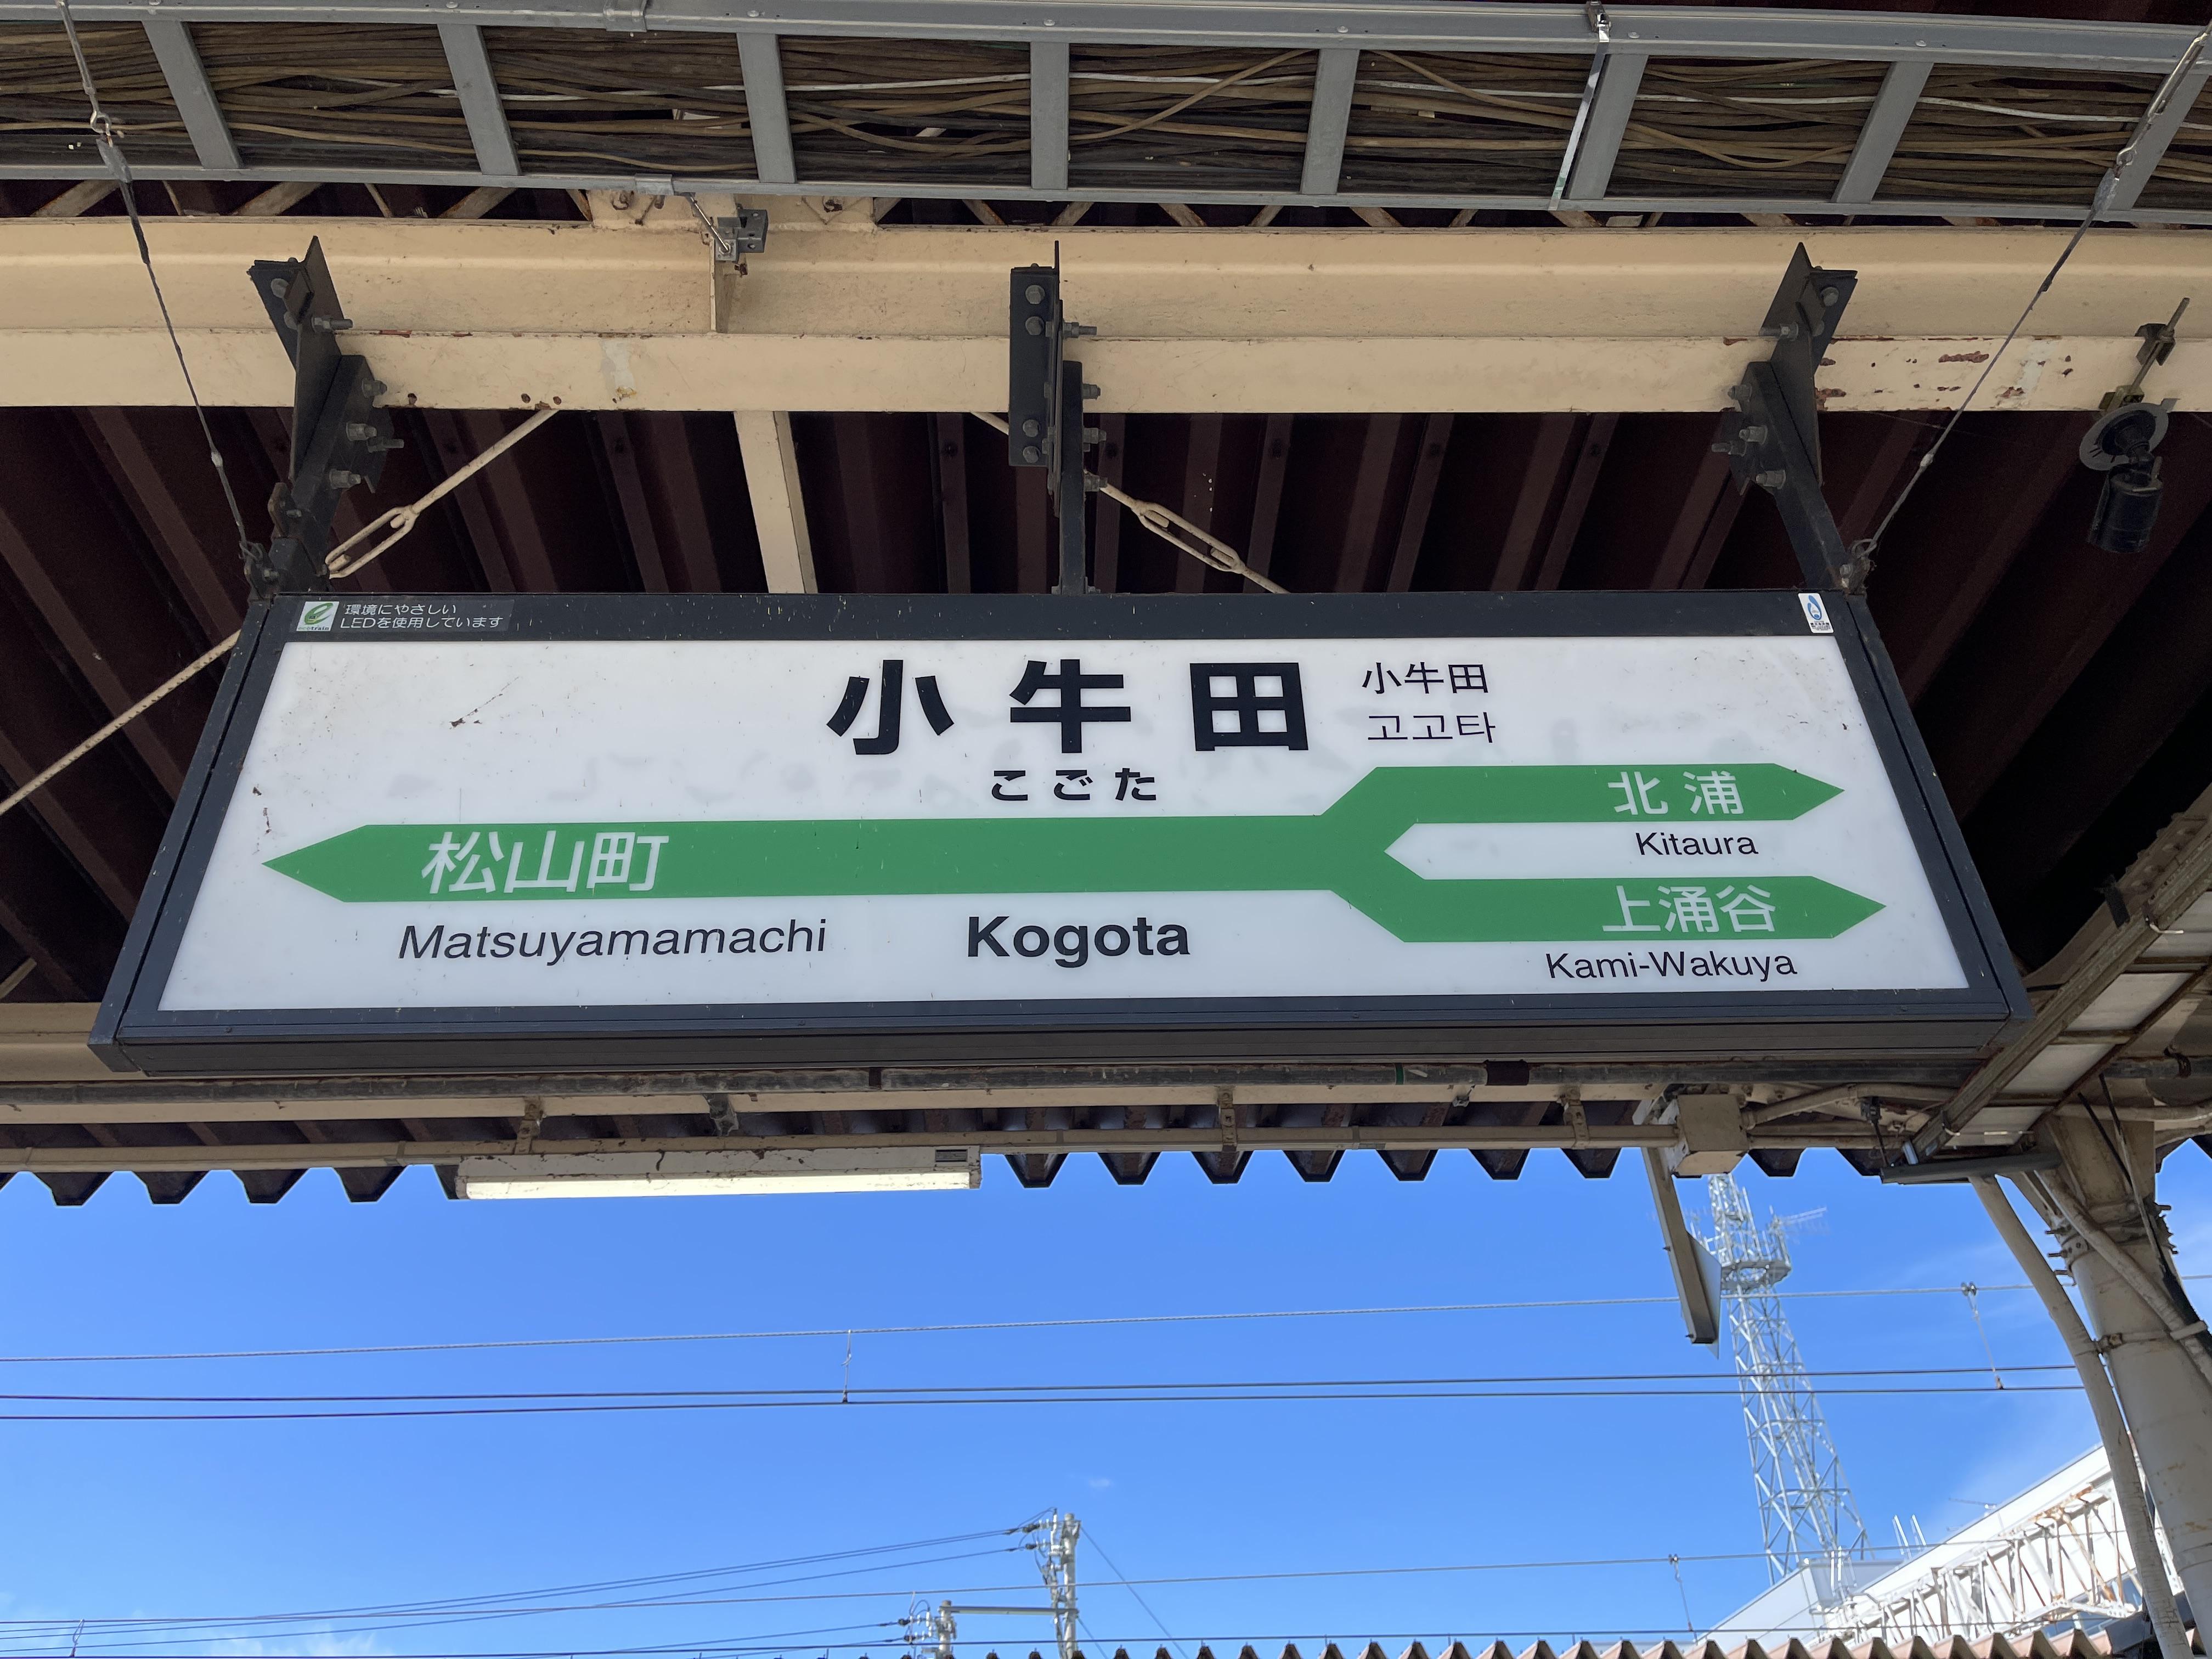 環境にやさしい
LEDを使用しています
小牛田
小牛田
고고타
こごた
北浦
Kitaura
松山町
上涌谷
Matsuyamamachi
Kogota
Kami-Wakuya